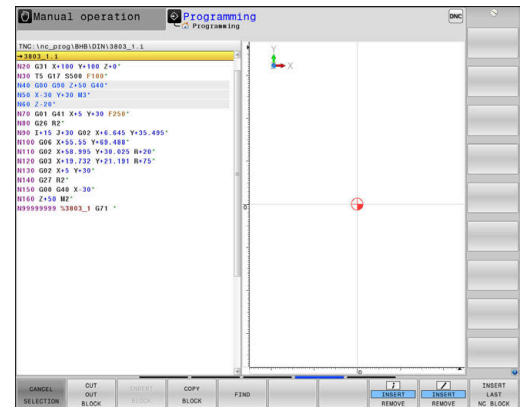 Manual operation
Programming
Programming
DNC
TNC:\nc_prog\BHB\DIN\3803_1.i
→3803_1.i
N20 G31 X+100 Y+100 Z+0*
N30 T5 G17 S500 F100*
N40 G00 G90 Z+50 G40*
N50 X-30 Y+30 M3*
N60 Z-20*
N70 G01 G41 X+5 Y+30 F250*
N80 G26 R2*
N90 I+15 J+30 G02 X+6.645 Y+35.495*
N100 G06 X+55.55 Y+69.488*
N110 G02 X+58.995 Y+30.025 R+20*
N120 G03 X+19.732 Y+21.191 R+75*
N130 G02 X+5 Y+30*
N140 G27 R2*
N150 G00 G40 X-30*
N160 Z+50 M2*
N99999999 %3803_1 G71 *
Y
X
0
0
CANCEL
SELECTION
CUT
OUT
BLOCK
INSERT
BLOCK
COPY
BLOCK
FIND
INSERT
REMOVE
INSERT
REMOVE
INSERT
LAST
NC BLOCK